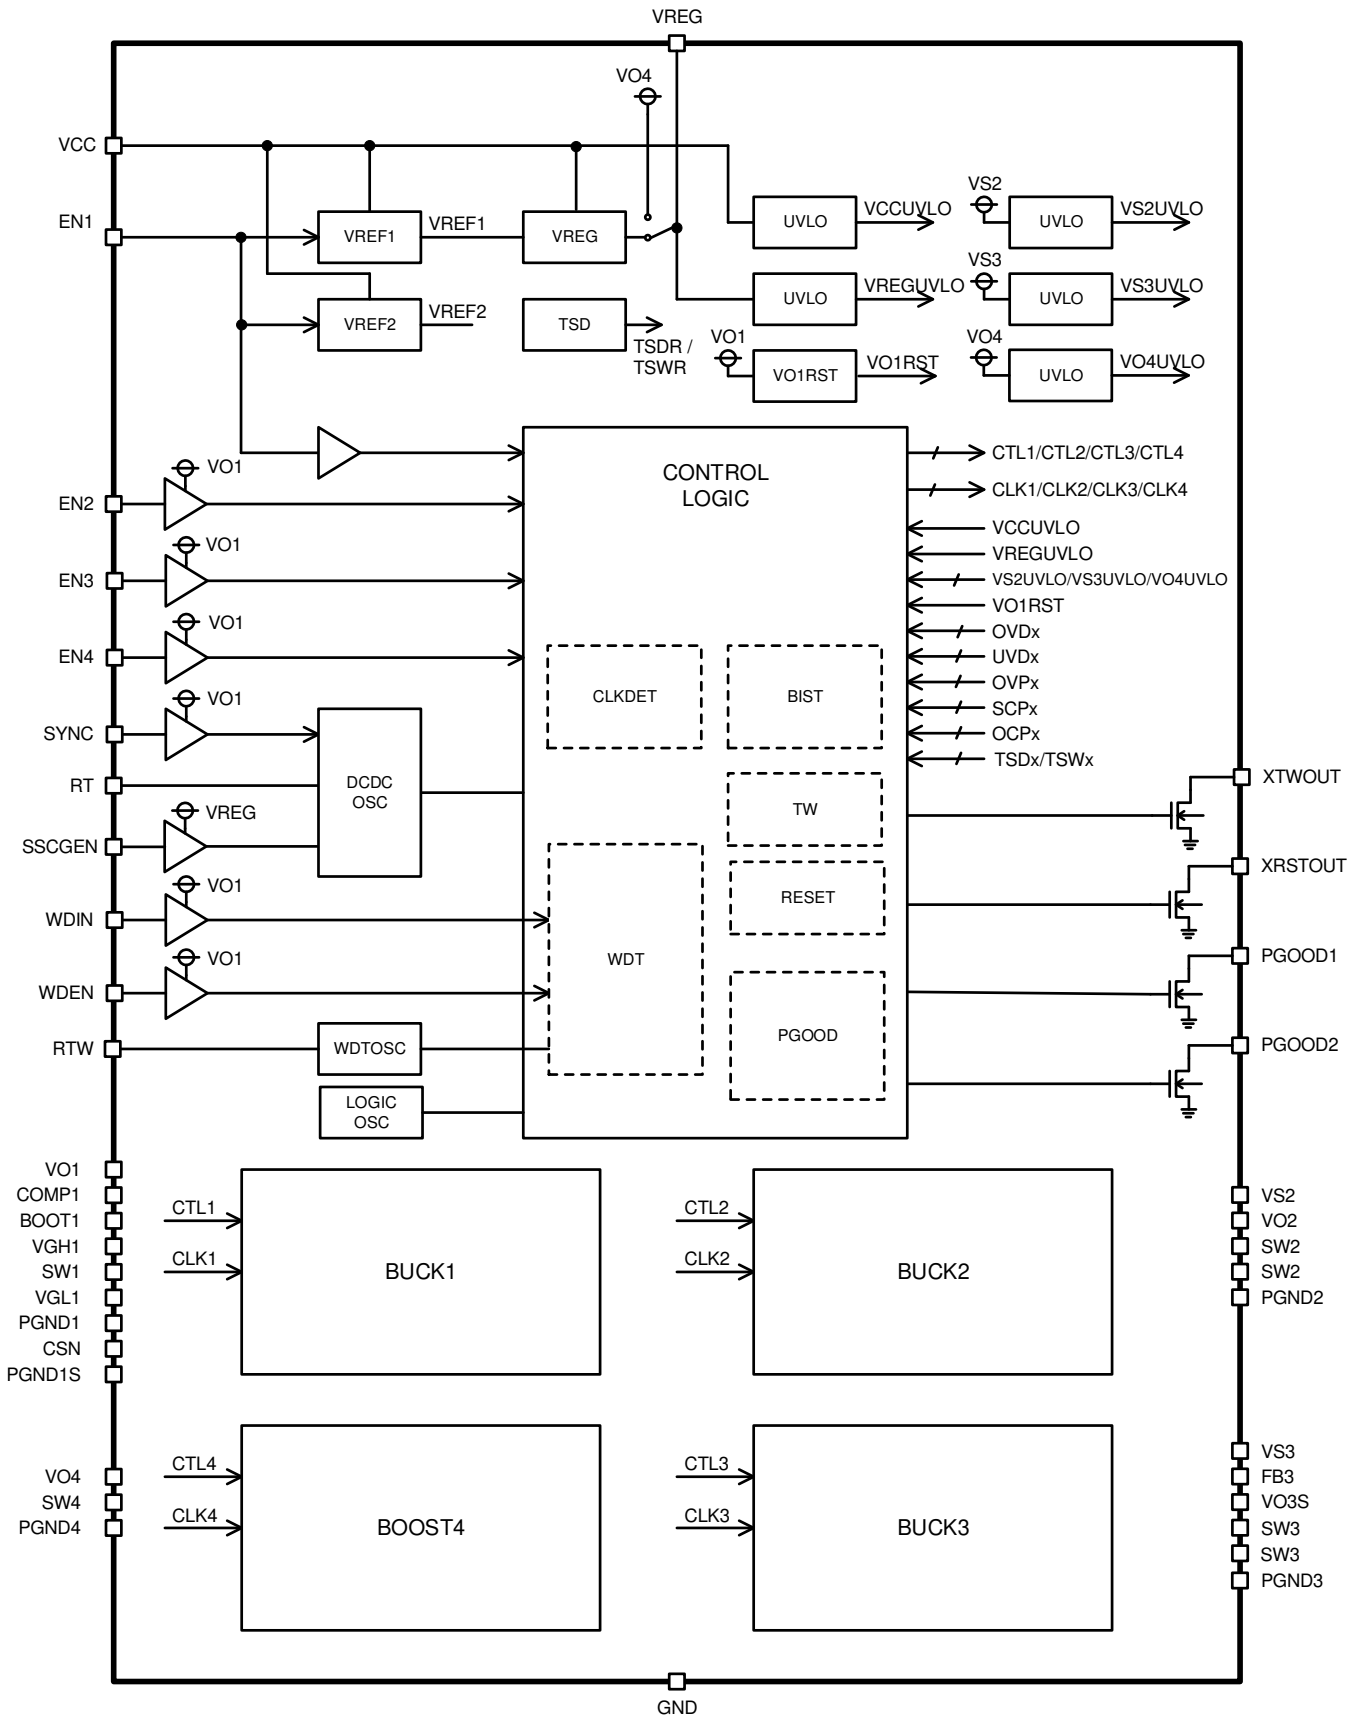 VREG
VO4
VCC
EN1
VREF1
VREF1
VREG
UVLO
VCCUVLO
VS2
UVLO
VS2UVLO
VREF2
VREF2
TSD
TSDR /
TSWR
UVLO
VREGUVLO
VS3
UVLO
VS3UVLO
VO1
VO1RST
VO1RST
VO4
UVLO
VO4UVLO
CONTROL
LOGIC
CTL1/CTL2/CTL3/CTL4
CLK1/CLK2/CLK3/CLK4
VCCUVLO
VREGUVLO
VS2UVLO/VS3UVLO/VO4UVLO
VO1RST
OVDx
UVDx
OVPx
SCPx
OCPx
TSDx/TSWx
VO1
EN2
VO1
EN3
VO1
EN4
VO1
SYNC
RT
DCDC
OSC
VREG
SSCGEN
VO1
WDIN
VO1
WDEN
RTW
WDTOSC
LOGIC
OSC
CLKDET
BIST
TW
RESET
WDT
PGOOD
XTWOUT
XRSTOUT
PGOOD1
PGOOD2
VO1
COMP1
BOOT1
VGH1
SW1
VGL1
PGND1
CSN
PGND1S
CTL1
CLK1
BUCK1
CTL2
CLK2
BUCK2
VS2
VO2
SW2
SW2
PGND2
VO4
SW4
PGND4
CTL4
CLK4
BOOST4
CTL3
CLK3
BUCK3
VS3
FB3
VO3S
SW3
SW3
PGND3
GND